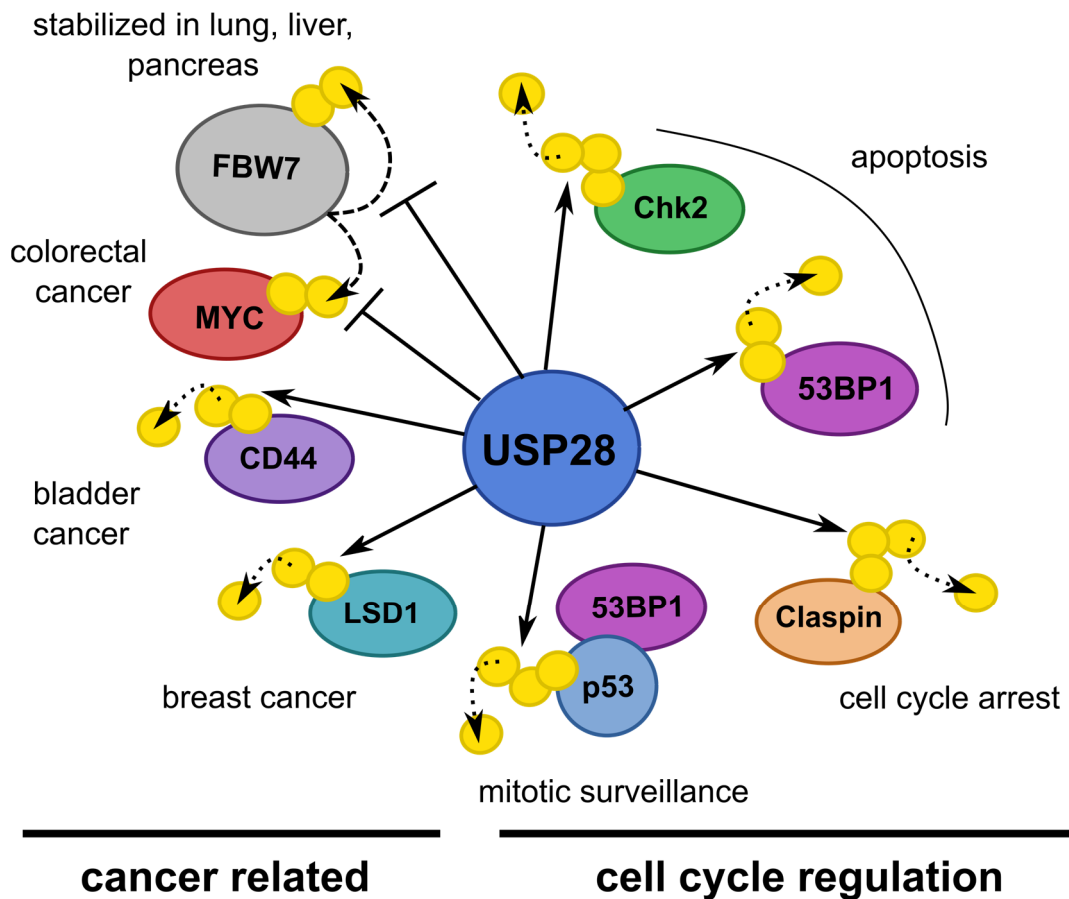 stabilized in lung, liver,
pancreas
FBW7
colorectal
cancer
MYC
CD44
bladder
cancer
LSD1
breast cancer
USP28
Chk2
apoptosis
53BP1
Claspin
cell cycle arrest
53BP1
p53
mitotic surveillance
cancer related
cell cycle regulation